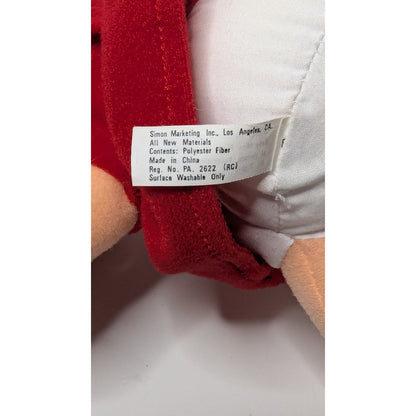 Simon Marketing Inc., Los Angeles, CA.
All New Materials
Contents: Polyester Fiber
Made in China
Reg. No. PA. 2622 (RC)
Surface Washable Only
F